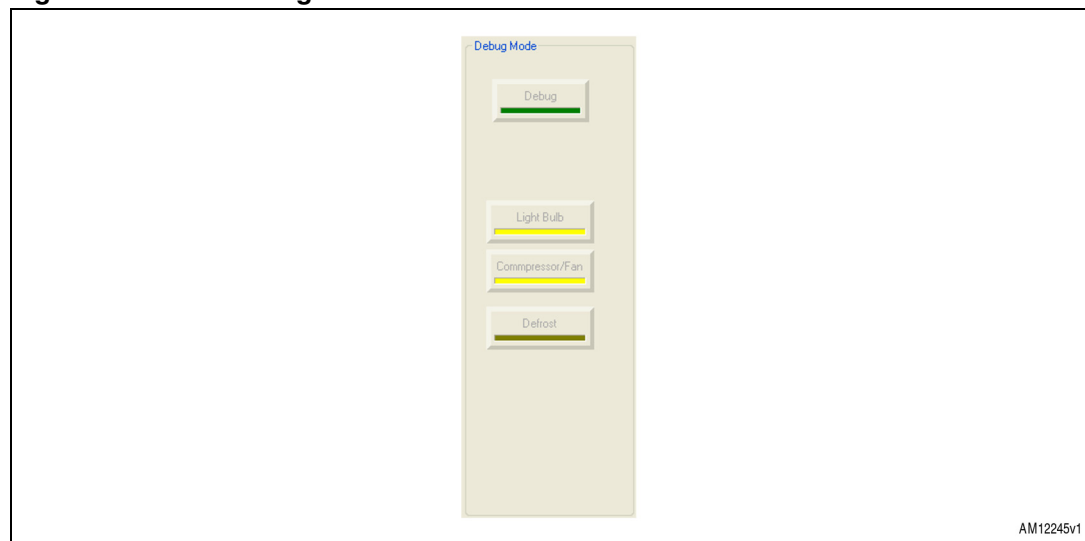 Debug Mode
Debug
Light Bulb
Commpressor/Fan
Defrost
AM12245v1